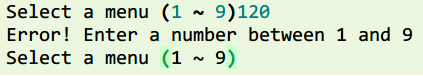 Select a menu (1 ~ 9)120
Error! Enter a number between 1 and 9
Select a menu (1 ~ 9)